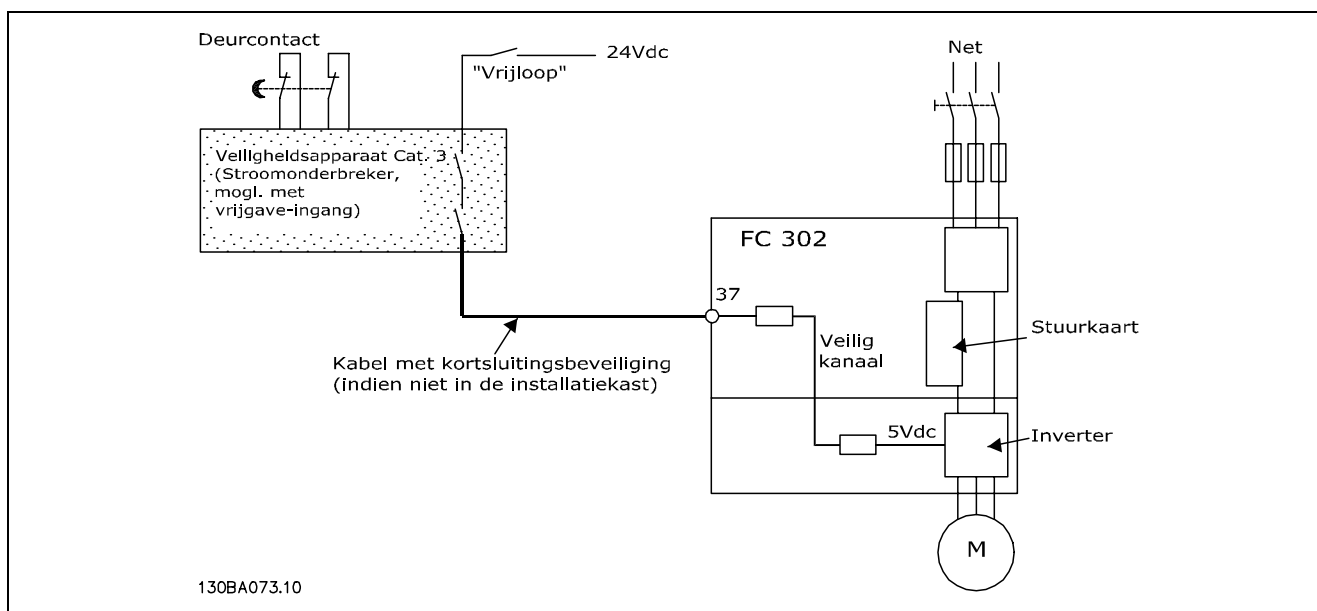 Deurcontact
24Vdc
"Vrijloop"
Net
Veiligheidsapparaat Cat. 3
(Stroomonderbreker,
mogl. met
vrijgave-ingang)
FC 302
37
Stuurkaart
Veilig
kanaal
Kabel met kortsluitingsbeveiliging
(indien niet in de installatiekast)
5Vdc
Inverter
M
130BA073.10